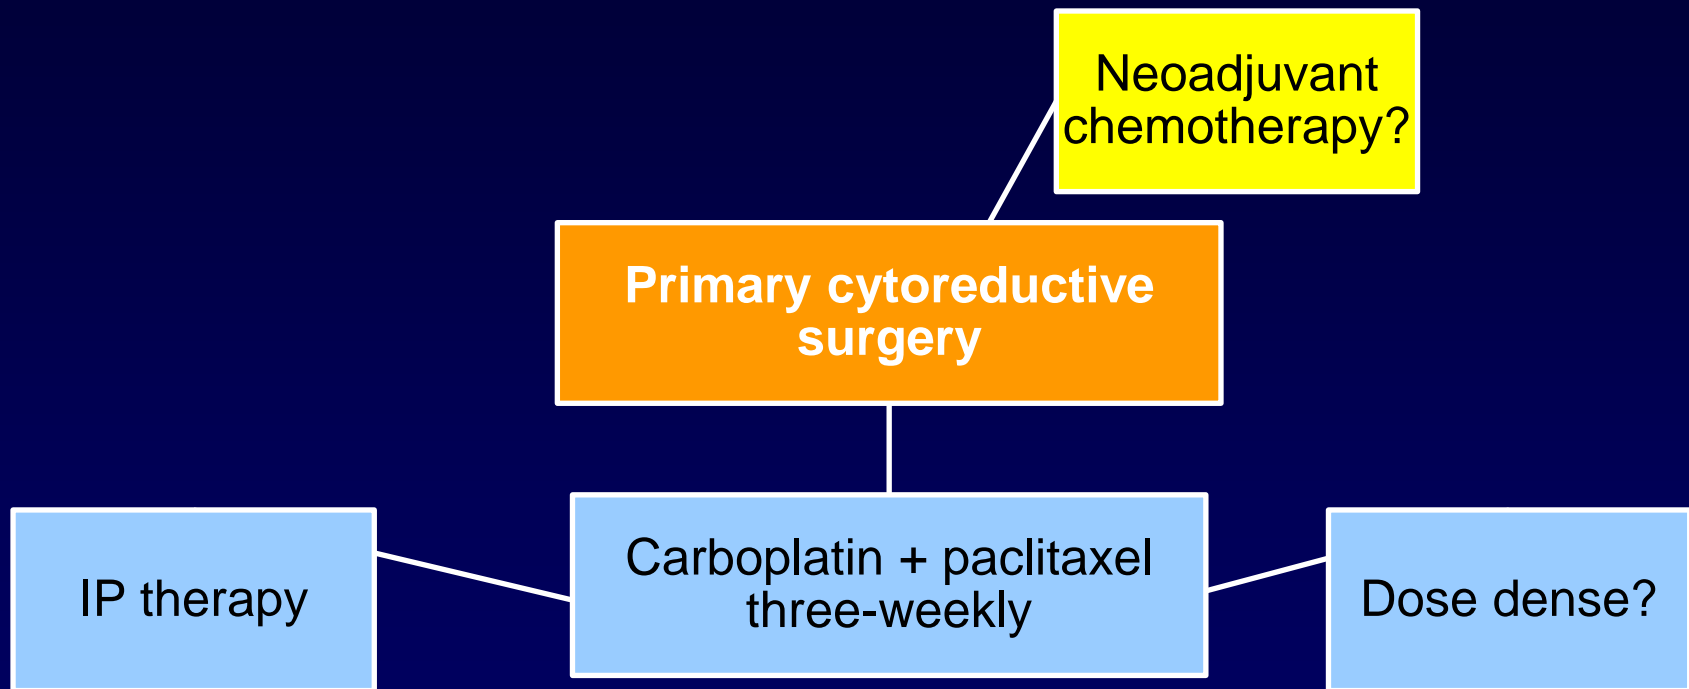 Neoadjuvant
chemotherapy?
Primary cytoreductive
surgery
IP therapy
Carboplatin + paclitaxel
three-weekly
Dose dense?